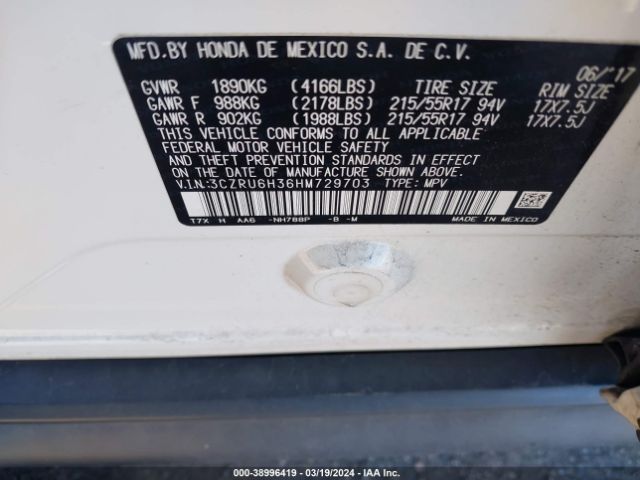 MFD.BY HONDA DE MEXICO S.A. DE C.V.
06/'17
GVWR 1890KG (4166LBS) TIRE SIZE RIM SIZE
GAWR F 988KG (2178LBS) 215/55R17 94V 17X7.5J
GAWR R 902KG (1988LBS) 215/55R17 94V 17X7.5J
THIS VEHICLE CONFORMS TO ALL APPLICABLE
FEDERAL MOTOR VEHICLE SAFETY
AND THEFT PREVENTION STANDARDS IN EFFECT
ON THE DATE OF MANUFACTURE SHOWN ABOVE.
V.I.N:3CZRU6H36HM729703 TYPE: MPV
T7X H AA6 -NH788P -B -M
MADE IN MEXICO
000-38996419 - 03/19/2024 - IAA Inc.